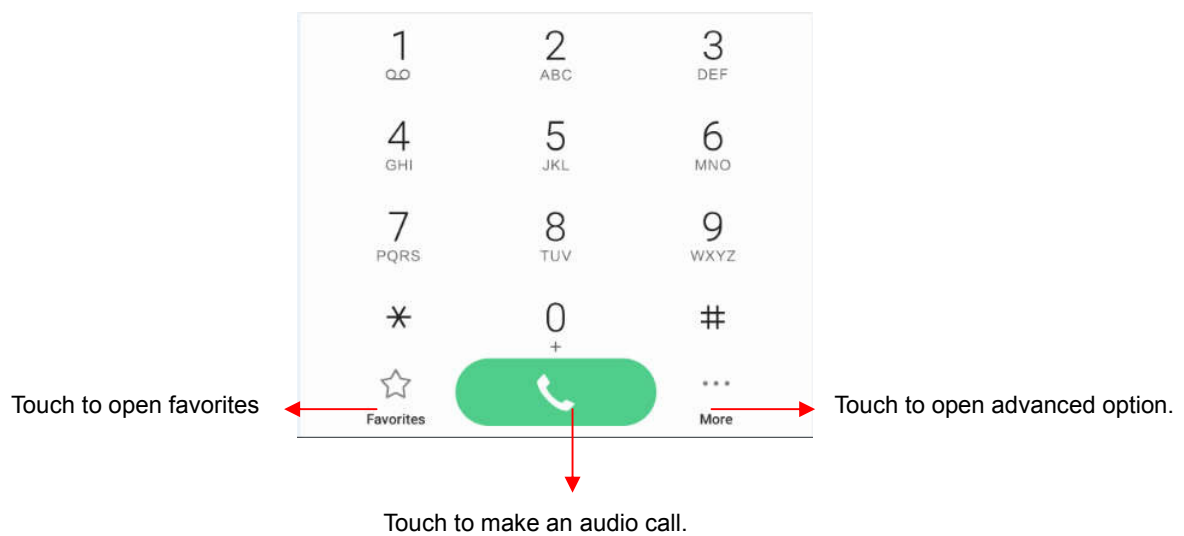 1 2 3
ABC DEF
4 5 6
GHI JKL MNO
7 8 9
PQRS TUV WXYZ
* 0 #
+
Touch to open favorites
Favorites
More
Touch to open advanced option.
Touch to make an audio call.